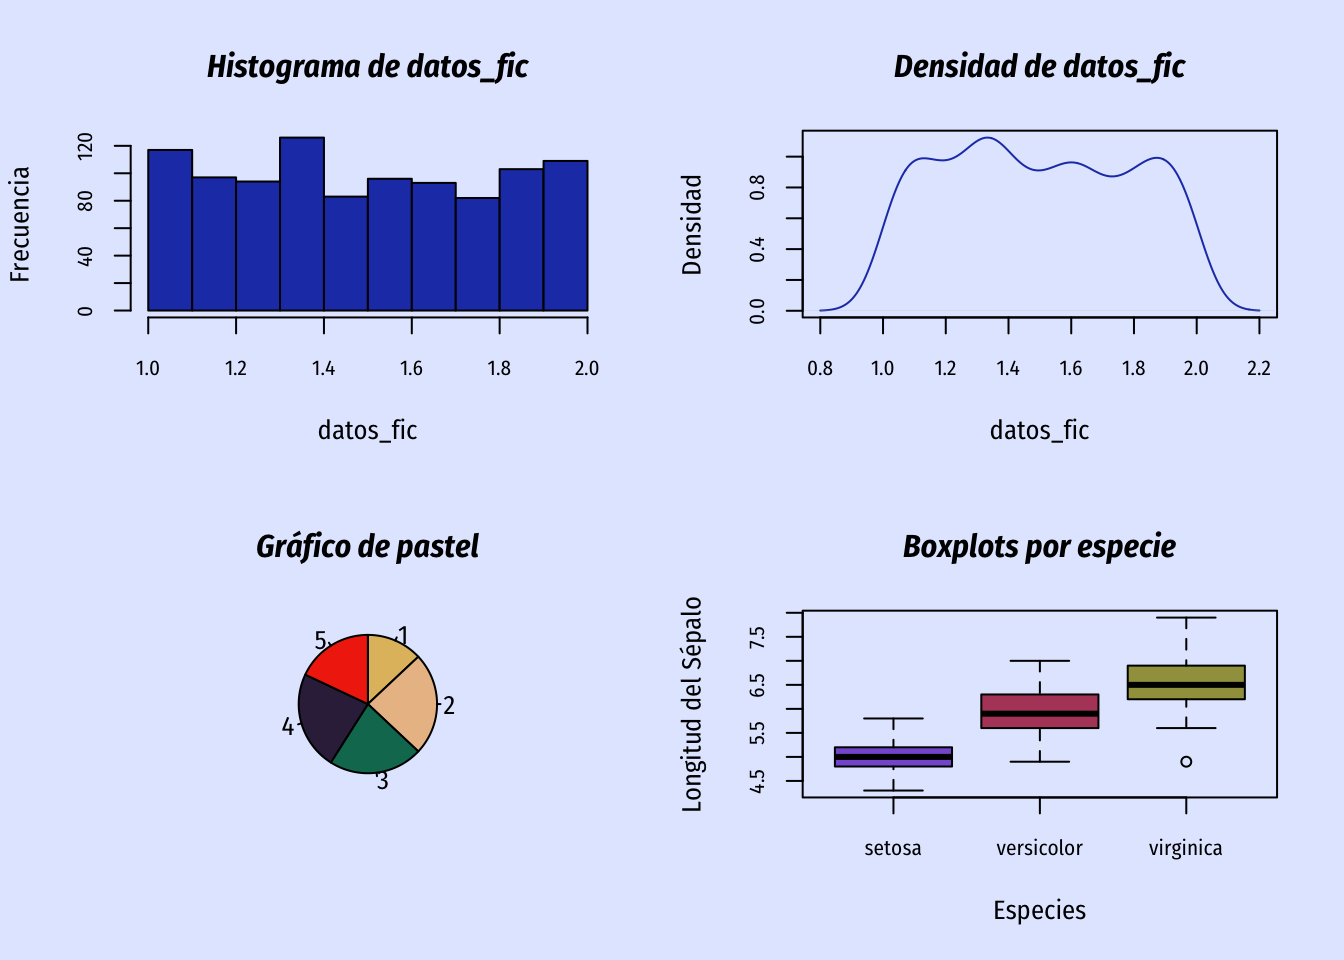 Histograma de datos_fic
Frecuencia
120
80
40
0
1.0 1.2 1.4 1.6 1.8 2.0
datos_fic
Densidad de datos_fic
Densidad
0.8
0.4
0.0
0.8 1.0 1.2 1.4 1.6 1.8 2.0 2.2
datos_fic
Gráfico de pastel
1
2
3
4
5
Boxplots por especie
Longitud del Sépalo
7.5
6.5
5.5
4.5
setosa versicolor virginica
Especies